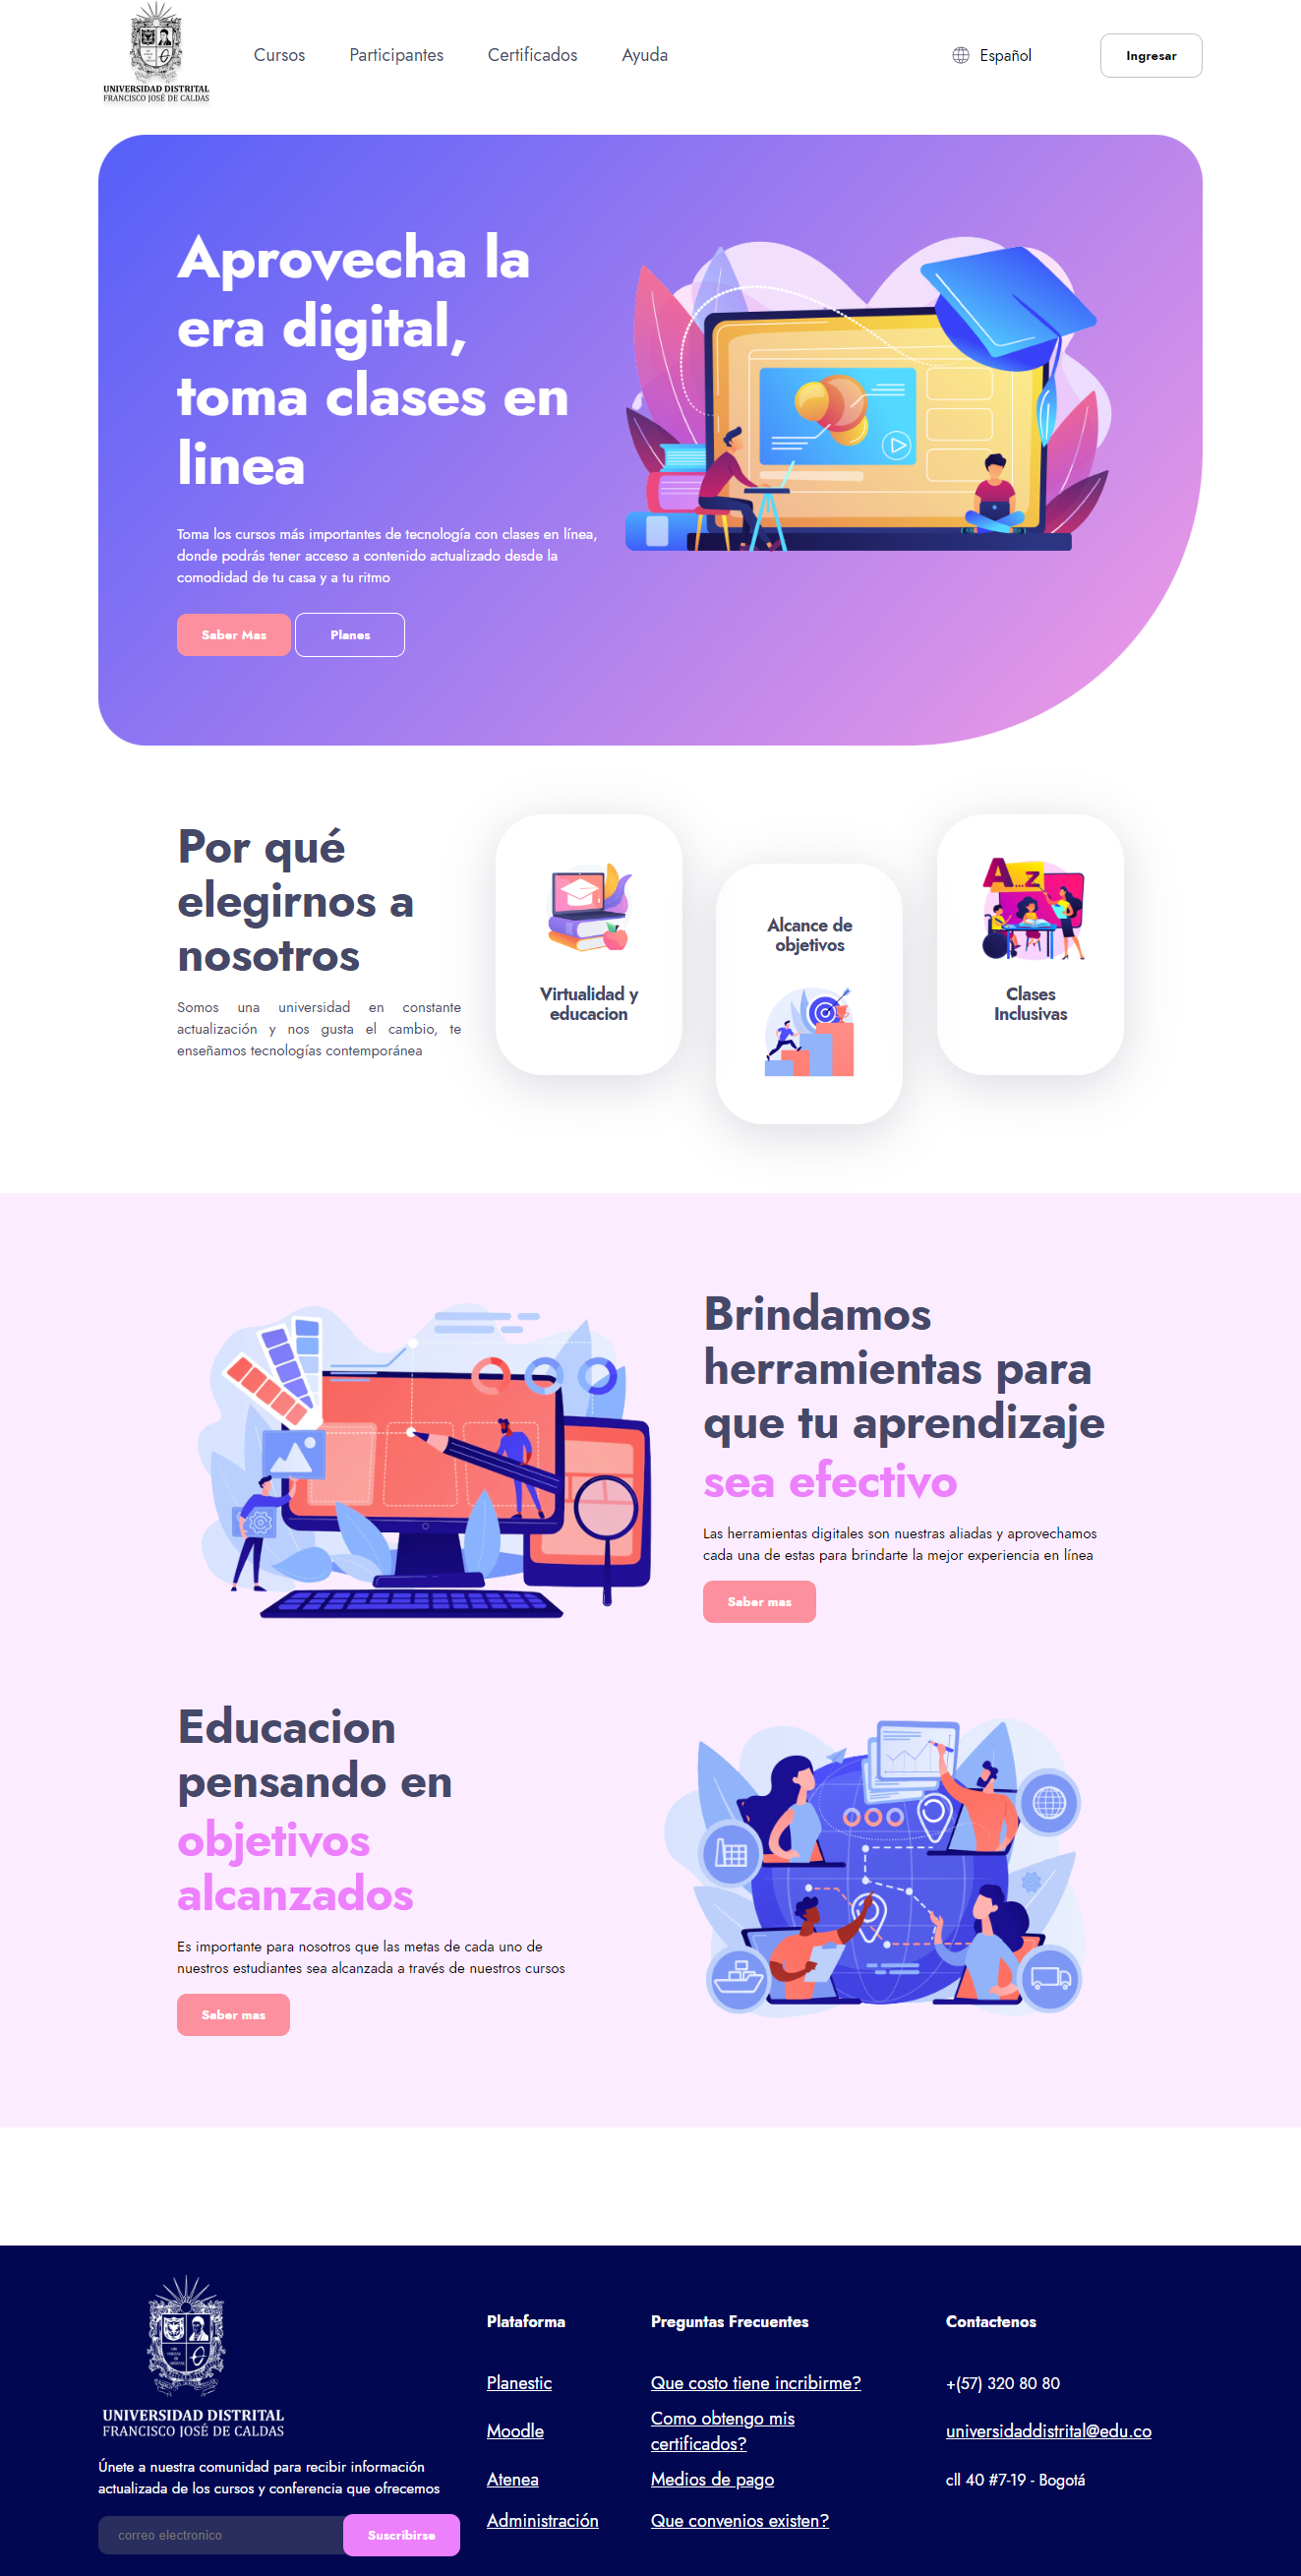 UNIVERSIDAD DISTRITAL
FRANCISCO JOSÉ DE CALDAS
Cursos
Participantes
Certificados
Ayuda
Español
Ingresar
Aprovecha la
era digital,
toma clases en
linea
Toma los cursos más importantes de tecnología con clases en línea,
donde podrás tener acceso a contenido actualizado desde la
comodidad de tu casa y a tu ritmo
Saber Mas
Planes
Por qué
elegirnos a
nosotros
Somos una universidad en constante
actualización y nos gusta el cambio, te
enseñamos tecnologías contemporánea
Virtualidad y
educacion
Alcance de
objetivos
A...z
Clases
Inclusivas
Brindamos
herramientas para
que tu aprendizaje
sea efectivo
Las herramientas digitales son nuestras aliadas y aprovechamos
cada una de estas para brindarte la mejor experiencia en línea
Saber mas
Educacion
pensando en
objetivos
alcanzados
Es importante para nosotros que las metas de cada uno de
nuestros estudiantes sea alcanzada a través de nuestros cursos
Saber mas
UNIVERSIDAD DISTRITAL
FRANCISCO JOSÉ DE CALDAS
Únete a nuestra comunidad para recibir información
actualizada de los cursos y conferencia que ofrecemos
correo electronico
Suscribirse
Plataforma
Planestic
Moodle
Atenea
Administración
Preguntas Frecuentes
Que costo tiene incribirme?
Como obtengo mis
certificados?
Medios de pago
Que convenios existen?
Contactenos
+(57) 320 80 80
universidaddistrital@edu.co
cll 40 #7-19 - Bogotá